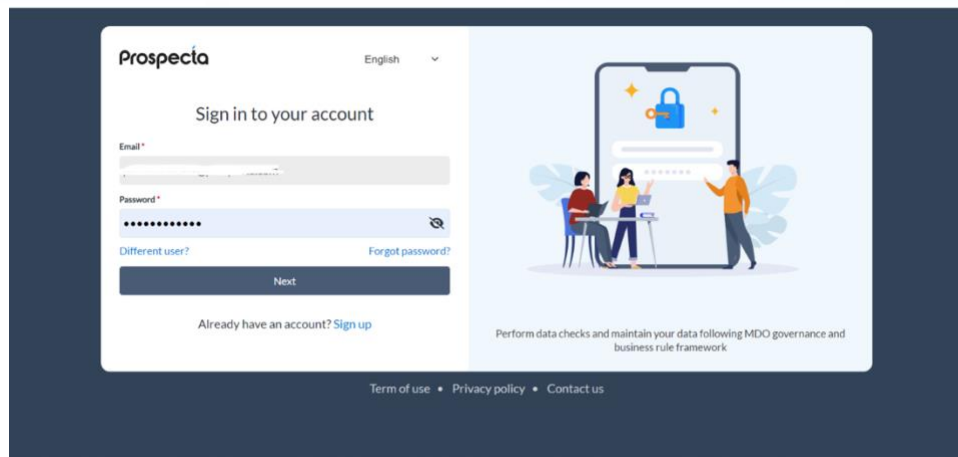 Prospecta
English
Sign in to your account
Email *
Password *
••••••••••••
Different user? Forgot password?
Next
Already have an account? Sign up
Perform data checks and maintain your data following MDO governance and
business rule framework
Term of use • Privacy policy • Contact us